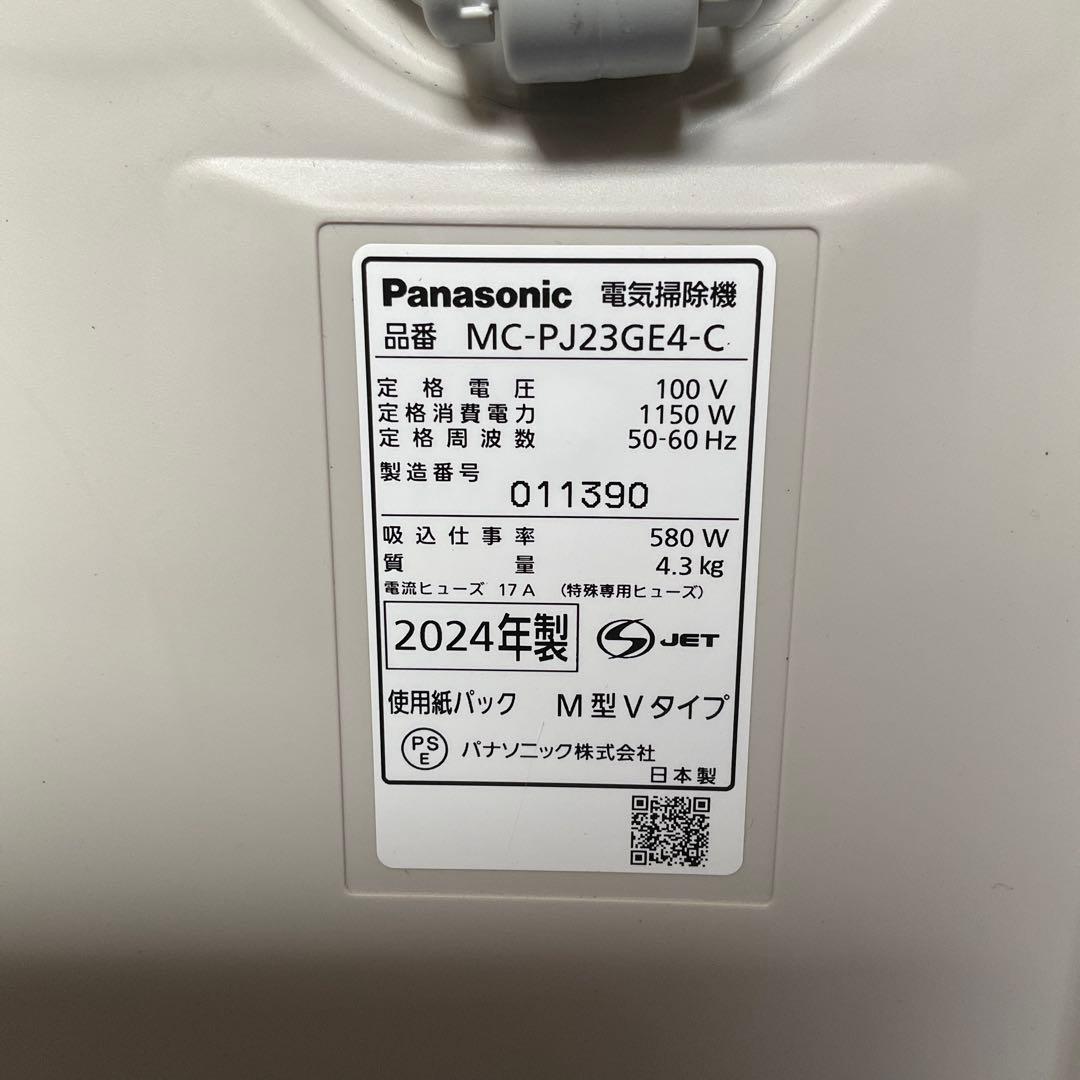 Panasonic 電気掃除機
品番 MC-PJ23GE4-C
定格電圧 100 V
定格消費電力 1150 W
定格周波数 50-60 Hz
製造番号
011390
吸込仕事率 580 W
質量 4.3 kg
電流ヒューズ 17 A (特殊専用ヒューズ)
2024年製 S JET
使用紙パック M型Vタイプ
PSE パナソニック株式会社
日本製